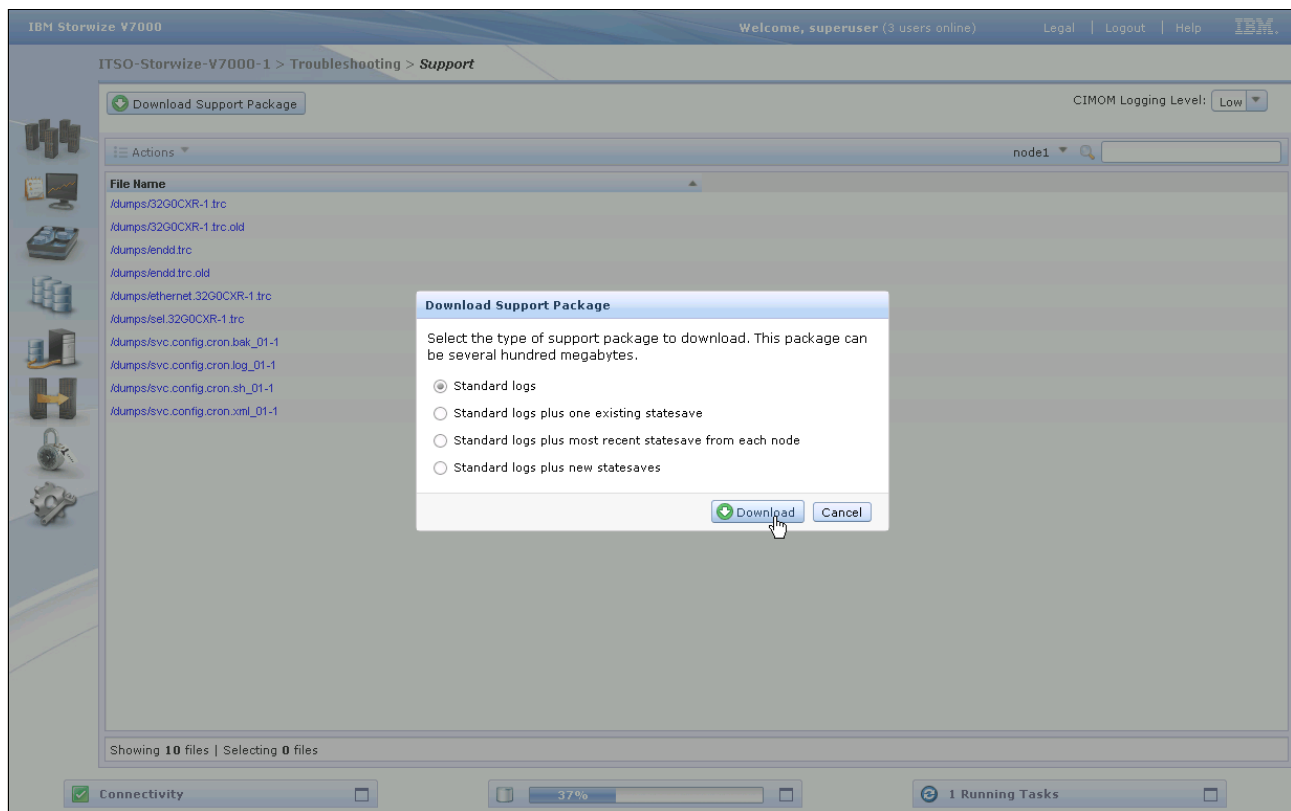 IBM Storwize V7000
Welcome, superuser (3 users online)
Legal | Logout | Help
IBM.
ITSO-Storwize-V7000-1 > Troubleshooting > Support
Download Support Package
CIMOM Logging Level: Low
Actions
node1
File Name
/dumps/32G0CXR-1.trc
/dumps/32G0CXR-1.trc.old
/dumps/endd.trc
/dumps/endd.trc.old
/dumps/ethernet.32G0CXR-1.trc
/dumps/sel.32G0CXR-1.trc
/dumps/svc.config.cron.bak_01-1
/dumps/svc.config.cron.log_01-1
/dumps/svc.config.cron.sh_01-1
/dumps/svc.config.cron.xml_01-1
Download Support Package
Select the type of support package to download. This package can
be several hundred megabytes.
Standard logs
Standard logs plus one existing statesave
Standard logs plus most recent statesave from each node
Standard logs plus new statesaves
Download
Cancel
Showing 10 files | Selecting 0 files
Connectivity
37%
1 Running Tasks